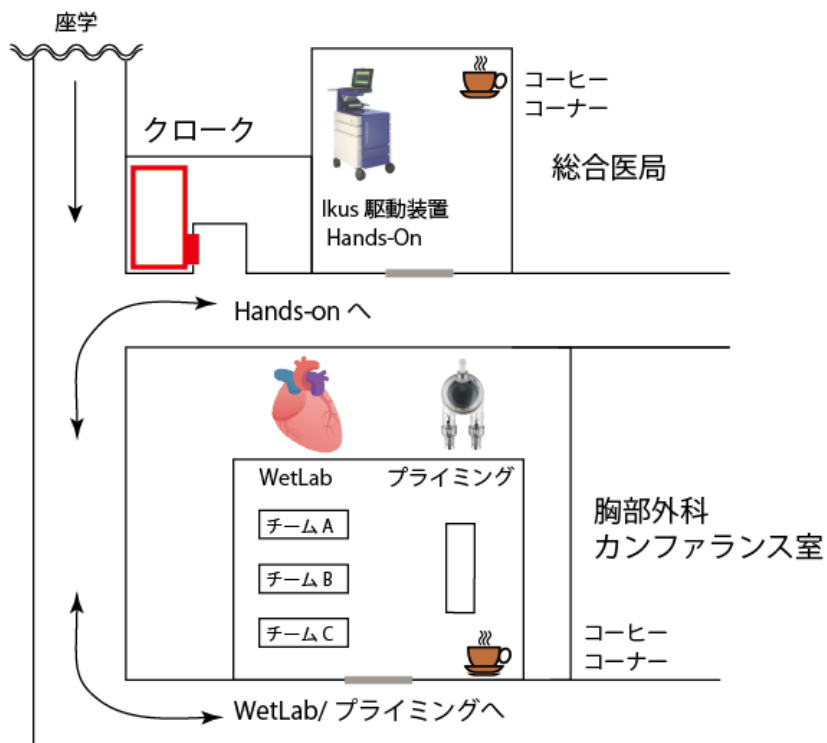 座学
クローク
コーヒー
コーナー
総合医局
Ikus 駆動装置
Hands-On
Hands-on へ
WetLab
プライミング
チーム A
チーム B
チーム C
胸部外科
カンファランス室
コーヒー
コーナー
WetLab/ プライミングへ